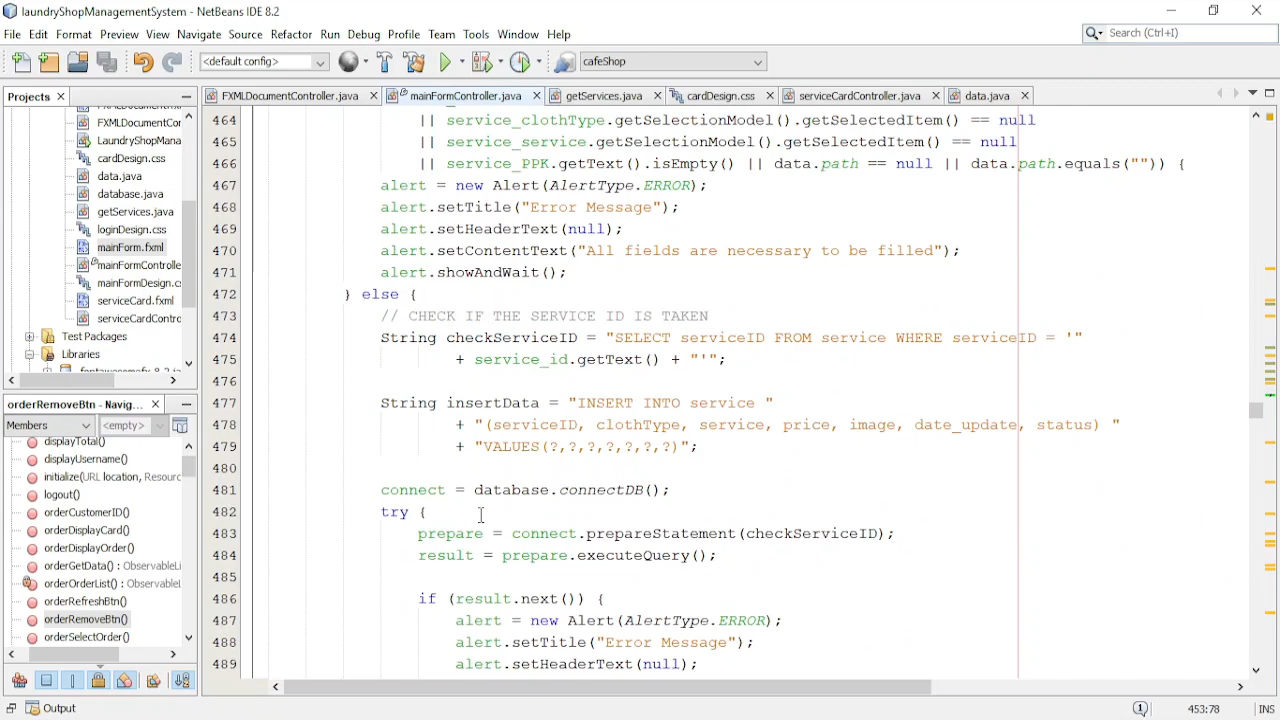 laundryShopManagementSystem - NetBeans IDE 8.2
File Edit Format Preview View Navigate Source Refactor Run Debug Profile Team Tools Window Help
Search (Ctrl+I)
<default config>
cafeShop
Projects
FXMLDocumentController.java
mainFormController.java
getServices.java
cardDesign.css
serviceCardController.java
data.java
FXMLDocumentCo
LaundryShopMana
cardDesign.css
data.java
database.java
getServices.java
loginDesign.css
mainForm.fxml
mainFormControlle
mainFormDesign.cs
serviceCard.fxml
serviceCardContro
Test Packages
Libraries
orderRemoveBtn - Navig...
Members
<empty>
displayTotal()
displayUsername()
initialize(URL location, Resourc
logout()
orderCustomerID()
orderDisplayCard()
orderDisplayOrder()
orderGetData() : ObservableLi
orderOrderList() : ObservableL
orderRefreshBtn()
orderRemoveBtn()
orderSelectOrder()
464 || service_clothType.getSelectionModel().getSelectedItem() == null
465 || service_service.getSelectionModel().getSelectedItem() == null
466 || service_PPK.getText().isEmpty() || data.path == null || data.path.equals("")) {
467 alert = new Alert(AlertType.ERROR);
468 alert.setTitle("Error Message");
469 alert.setHeaderText(null);
470 alert.setContentText("All fields are necessary to be filled");
471 alert.showAndWait();
472 } else {
473 // CHECK IF THE SERVICE ID IS TAKEN
474 String checkServiceID = "SELECT serviceID FROM service WHERE serviceID = '"
475 + service_id.getText() + "'";
476
477 String insertData = "INSERT INTO service "
478 + "(serviceID, clothType, service, price, image, date_update, status) "
479 + "VALUES(?,?,?,?,?,?,?)";
480
481 connect = database.connectDB();
482 try {
483 prepare = connect.prepareStatement(checkServiceID);
484 result = prepare.executeQuery();
485
486 if (result.next()) {
487 alert = new Alert(AlertType.ERROR);
488 alert.setTitle("Error Message");
489 alert.setHeaderText(null);
Output
453:78
INS